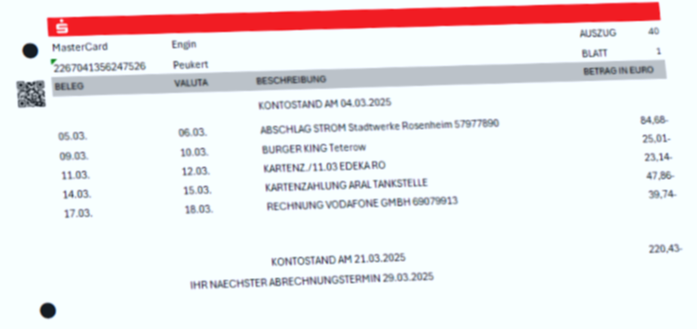 MasterCard Engin AUSZUG 40
2267041356247526 Peukert BLATT 1
BELEG VALUTA BESCHREIBUNG BETRAG IN EURO
KONTOSTAND AM 04.03.2025
05.03. 06.03. ABSCHLAG STROM Stadtwerke Rosenheim 57977890 84,68-
09.03. 10.03. BURGER KING Teterow 25,01-
11.03. 12.03. KARTENZ./11.03 EDEKA RO 23,14-
14.03. 15.03. KARTENZAHLUNG ARAL TANKSTELLE 47,86-
17.03. 18.03. RECHNUNG VODAFONE GMBH 69079913 39,74-
KONTOSTAND AM 21.03.2025 220,43-
IHR NAECHSTER ABRECHNUNGSTERMIN 29.03.2025